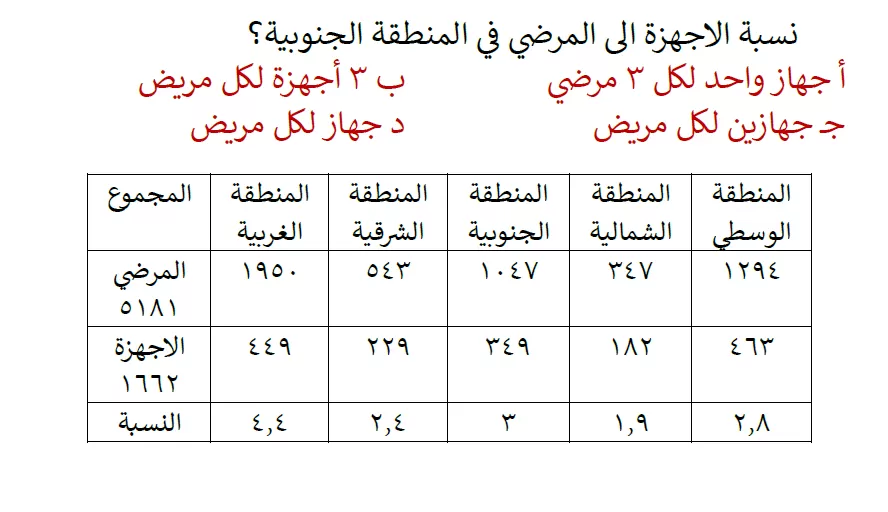 نسبة الاجهزة الى المرضي في المنطقة الجنوبية؟
أ جهاز واحد لكل ٣ مرضي ب ٣ أجهزة لكل مريض
جـ جهازين لكل مريض د جهاز لكل مريض
المنطقة الوسطي المنطقة الشمالية المنطقة الجنوبية المنطقة الشرقية المنطقة الغربية المجموع
١٢٩٤ ٣٤٧ ١٠٤٧ ٥٤٣ ١٩٥٠ المرضي ٥١٨١
٤٦٣ ١٨٢ ٣٤٩ ٢٢٩ ٤٤٩ الاجهزة ١٦٦٢
٢,٨ ١,٩ ٣ ٢,٤ ٤,٤ النسبة